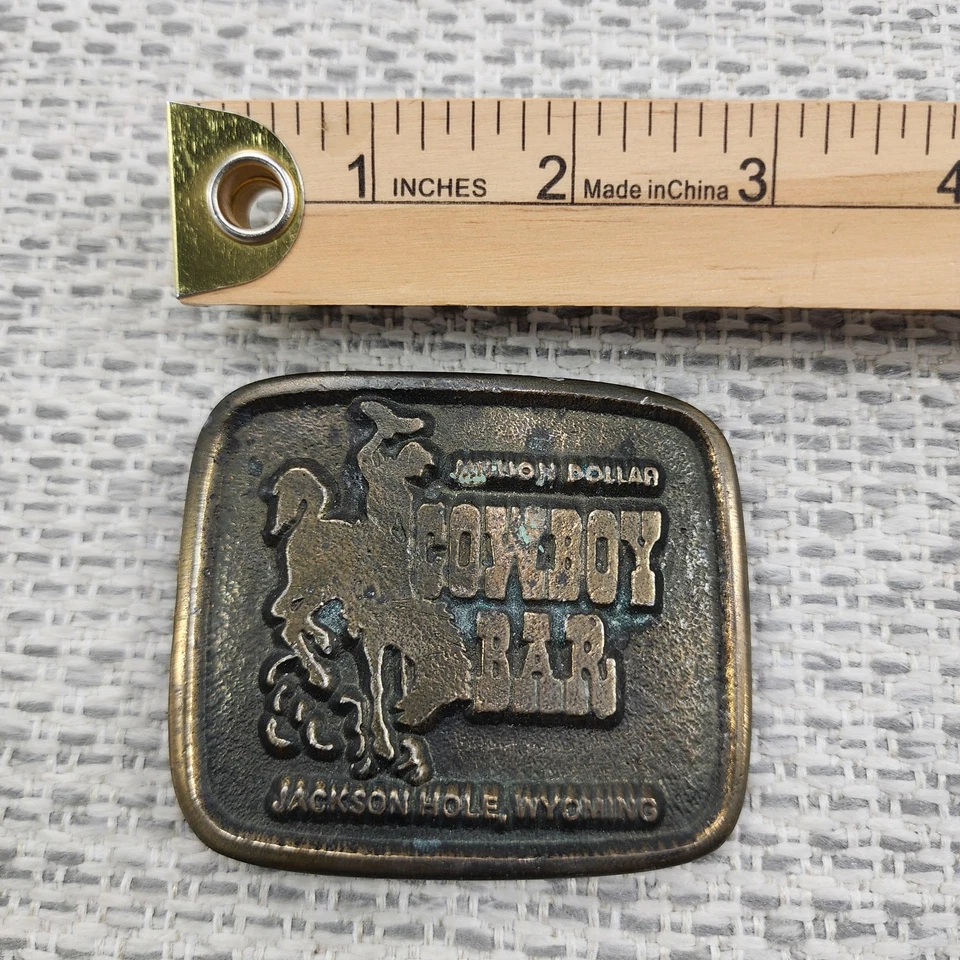 1 INCHES 2 Made inChina 3 4
MILLION DOLLAR
COWBOY
BAR
JACKSON HOLE, WYOMING